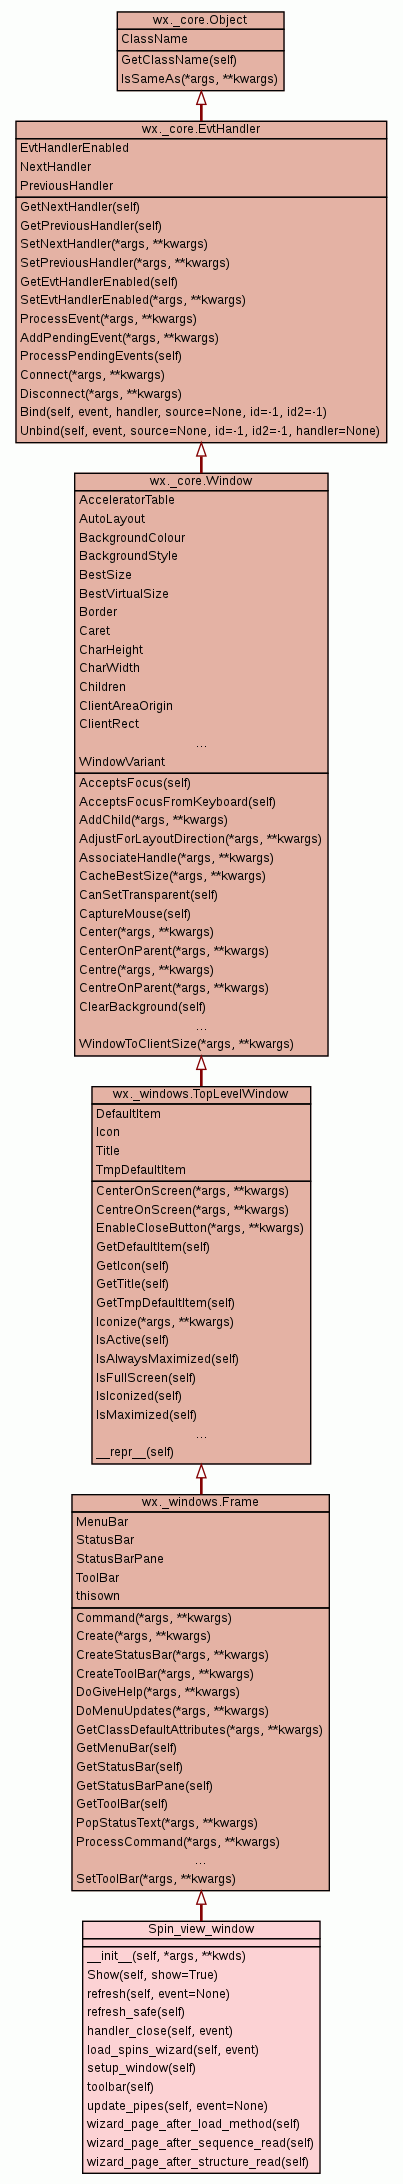 wx._core.Object
ClassName
GetClassName(self)
IsSameAs(*args, **kwargs)
wx._core.EvtHandler
EvtHandlerEnabled
NextHandler
PreviousHandler
GetNextHandler(self)
GetPreviousHandler(self)
SetNextHandler(*args, **kwargs)
SetPreviousHandler(*args, **kwargs)
GetEvtHandlerEnabled(self)
SetEvtHandlerEnabled(*args, **kwargs)
ProcessEvent(*args, **kwargs)
AddPendingEvent(*args, **kwargs)
ProcessPendingEvents(self)
Connect(*args, **kwargs)
Disconnect(*args, **kwargs)
Bind(self, event, handler, source=None, id=-1, id2=-1)
Unbind(self, event, source=None, id=-1, id2=-1, handler=None)
wx._core.Window
AcceleratorTable
AutoLayout
BackgroundColour
BackgroundStyle
BestSize
BestVirtualSize
Border
Caret
CharHeight
CharWidth
Children
ClientAreaOrigin
ClientRect
...
WindowVariant
AcceptsFocus(self)
AcceptsFocusFromKeyboard(self)
AddChild(*args, **kwargs)
AdjustForLayoutDirection(*args, **kwargs)
AssociateHandle(*args, **kwargs)
CacheBestSize(*args, **kwargs)
CanSetTransparent(self)
CaptureMouse(self)
Center(*args, **kwargs)
CenterOnParent(*args, **kwargs)
Centre(*args, **kwargs)
CentreOnParent(*args, **kwargs)
ClearBackground(self)
...
WindowToClientSize(*args, **kwargs)
wx._windows.TopLevelWindow
DefaultItem
Icon
Title
TmpDefaultItem
CenterOnScreen(*args, **kwargs)
CentreOnScreen(*args, **kwargs)
EnableCloseButton(*args, **kwargs)
GetDefaultItem(self)
GetIcon(self)
GetTitle(self)
GetTmpDefaultItem(self)
Iconize(*args, **kwargs)
IsActive(self)
IsAlwaysMaximized(self)
IsFullScreen(self)
IsIconized(self)
IsMaximized(self)
...
__repr__(self)
wx._windows.Frame
MenuBar
StatusBar
StatusBarPane
ToolBar
thisown
Command(*args, **kwargs)
Create(*args, **kwargs)
CreateStatusBar(*args, **kwargs)
CreateToolBar(*args, **kwargs)
DoGiveHelp(*args, **kwargs)
DoMenuUpdates(*args, **kwargs)
GetClassDefaultAttributes(*args, **kwargs)
GetMenuBar(self)
GetStatusBar(self)
GetStatusBarPane(self)
GetToolBar(self)
PopStatusText(*args, **kwargs)
ProcessCommand(*args, **kwargs)
...
SetToolBar(*args, **kwargs)
Spin_view_window
__init__(self, *args, **kwds)
Show(self, show=True)
refresh(self, event=None)
refresh_safe(self)
handler_close(self, event)
load_spins_wizard(self, event)
setup_window(self)
toolbar(self)
update_pipes(self, event=None)
wizard_page_after_load_method(self)
wizard_page_after_sequence_read(self)
wizard_page_after_structure_read(self)